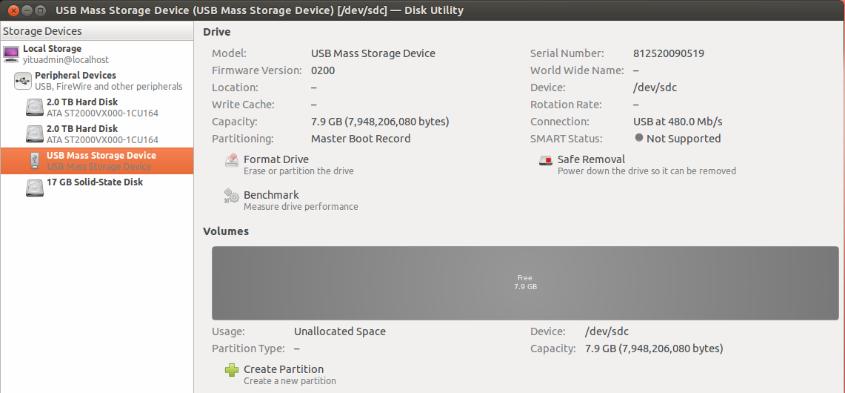 USB Mass Storage Device (USB Mass Storage Device) [/dev/sdc] — Disk Utility
Storage Devices
Local Storage
yituadmin@localhost
Peripheral Devices
USB, FireWire and other peripherals
2.0 TB Hard Disk
ATA ST2000VX000-1CU164
2.0 TB Hard Disk
ATA ST2000VX000-1CU164
USB Mass Storage Device
USB Mass Storage Device
17 GB Solid-State Disk
Drive
Model: USB Mass Storage Device Serial Number: 812520090519
Firmware Version: 0200 World Wide Name: –
Location: – Device: /dev/sdc
Write Cache: – Rotation Rate: –
Capacity: 7.9 GB (7,948,206,080 bytes) Connection: USB at 480.0 Mb/s
Partitioning: Master Boot Record SMART Status: Not Supported
Format Drive Safe Removal
Erase or partition the drive Power down the drive so it can be removed
Benchmark
Measure drive performance
Volumes
Free
7.9 GB
Usage: Unallocated Space Device: /dev/sdc
Partition Type: – Capacity: 7.9 GB (7,948,206,080 bytes)
Create Partition
Create a new partition